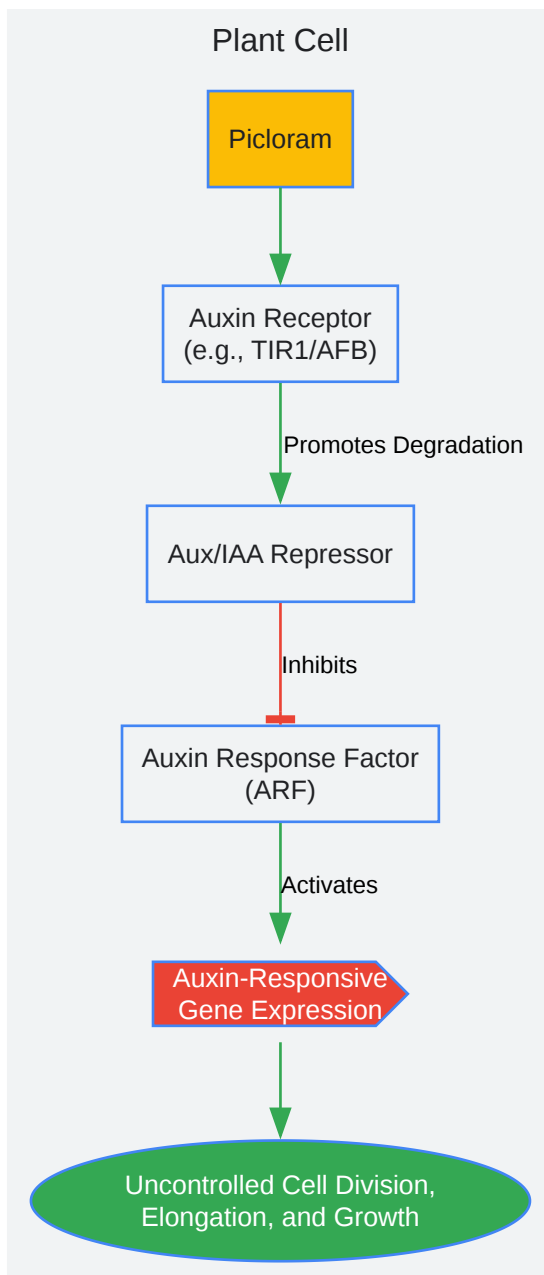 Plant Cell
Picloram
Auxin Receptor
(e.g., TIR1/AFB)
Promotes Degradation
Aux/IAA Repressor
Inhibits
Auxin Response Factor
(ARF)
Activates
Auxin-Responsive
Gene Expression
Uncontrolled Cell Division,
Elongation, and Growth